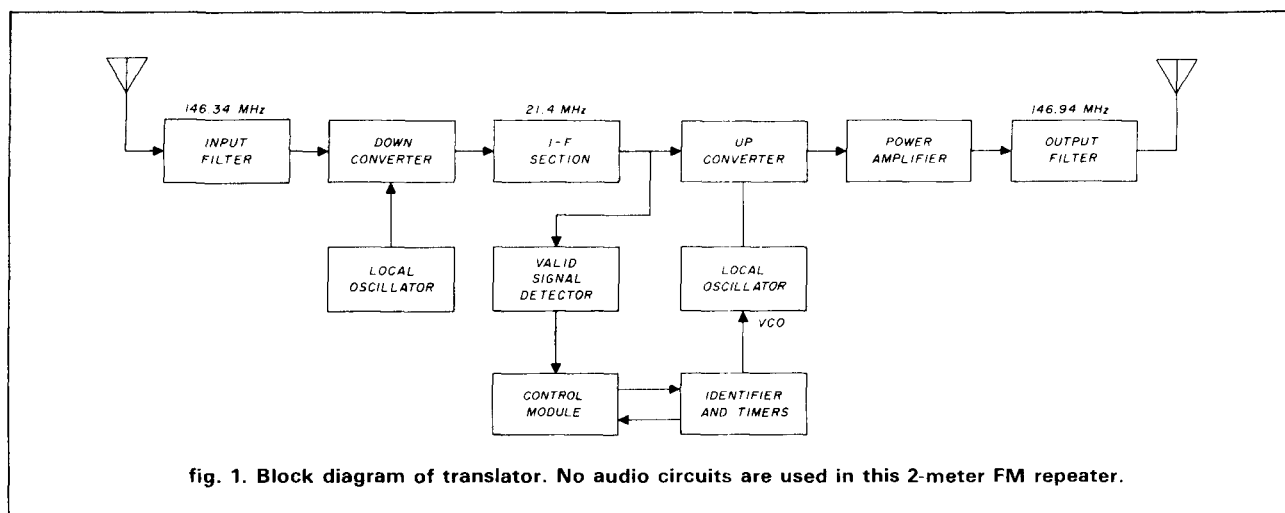 146.34 MHz
21.4 MHz
146.94 MHz
INPUT
FILTER
DOWN
CONVERTER
I-F
SECTION
UP
CONVERTER
POWER
AMPLIFIER
OUTPUT
FILTER
LOCAL
OSCILLATOR
VALID
SIGNAL
DETECTOR
LOCAL
OSCILLATOR
VCO
CONTROL
MODULE
IDENTIFIER
AND TIMERS
fig. 1. Block diagram of translator. No audio circuits are used in this 2-meter FM repeater.